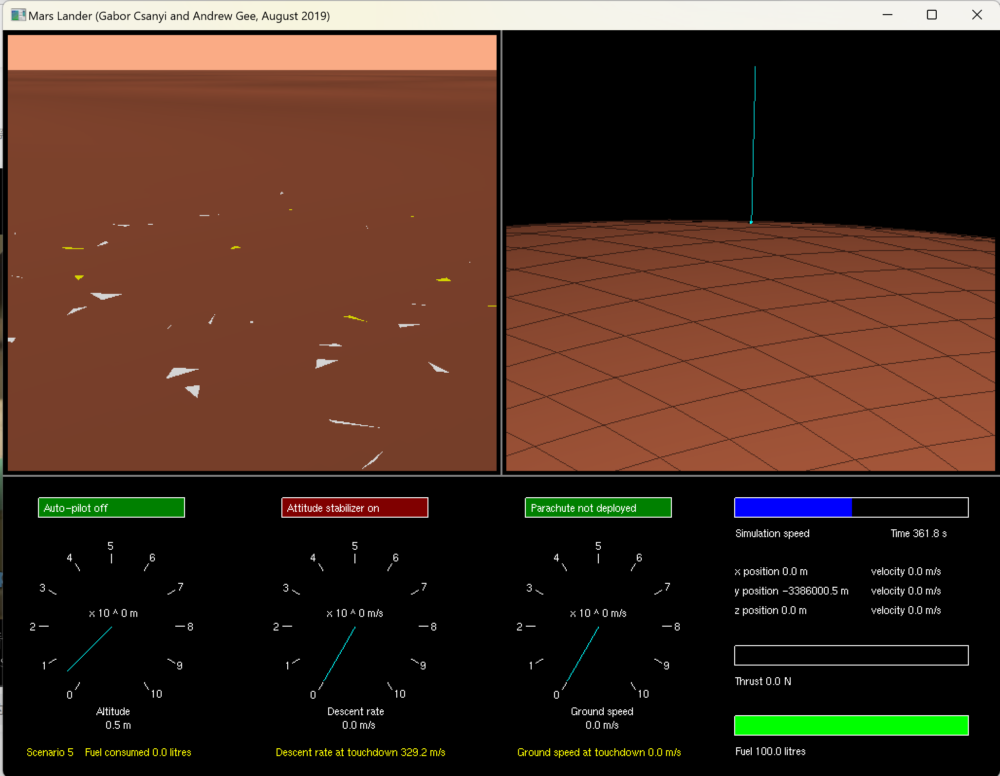 Mars Lander (Gabor Csanyi and Andrew Gee, August 2019)
Auto-pilot off
Attitude stabilizer on
Parachute not deployed
Simulation speed
Time 361.8 s
x position 0.0 m
velocity 0.0 m/s
y position -3386000.5 m
velocity 0.0 m/s
z position 0.0 m
velocity 0.0 m/s
Thrust 0.0 N
Fuel 100.0 litres
0 1 2 3 4 5 6 7 8 9 10
x 10 ^ 0 m
Altitude
0.5 m
0 1 2 3 4 5 6 7 8 9 10
x 10 ^ 0 m/s
Descent rate
0.0 m/s
0 1 2 3 4 5 6 7 8 9 10
x 10 ^ 0 m/s
Ground speed
0.0 m/s
Scenario 5
Fuel consumed 0.0 litres
Descent rate at touchdown 329.2 m/s
Ground speed at touchdown 0.0 m/s